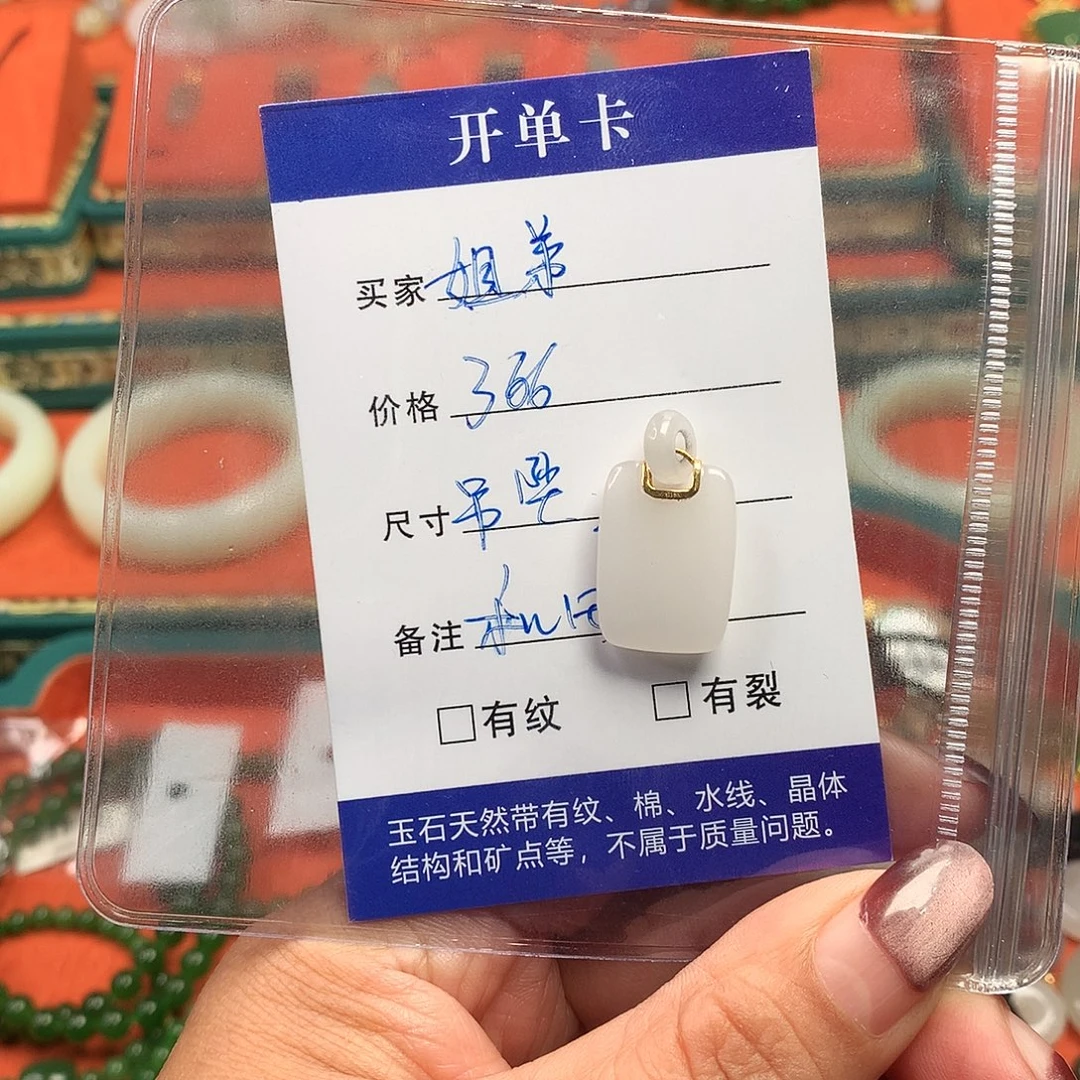 开单卡
买家 姐弟
价格 366
尺寸 吊坠
备注 和田
□有纹 □有裂
玉石天然带有纹、棉、水线、晶体
结构和矿点等，不属于质量问题。